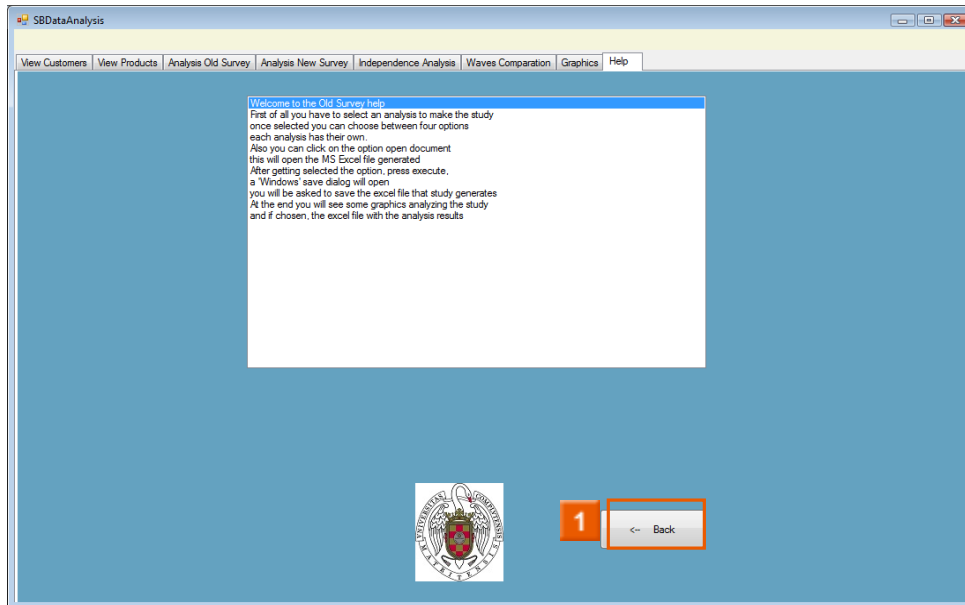 SBDataAnalysis
View Customers View Products Analysis Old Survey Analysis New Survey Independence Analysis Waves Comparation Graphics Help
Welcome to the Old Survey help
First of all you have to select an analysis to make the study
once selected you can choose between four options
each analysis has their own.
Also you can click on the option open document
this will open the MS Excel file generated
After getting selected the option, press execute,
a 'Windows' save dialog will open
you will be asked to save the excel file that study generates
At the end you will see some graphics analyzing the study
and if chosen, the excel file with the analysis results
VNIVERSITAS COMPLVTENSIS
MATRITENSIS
1
<-- Back